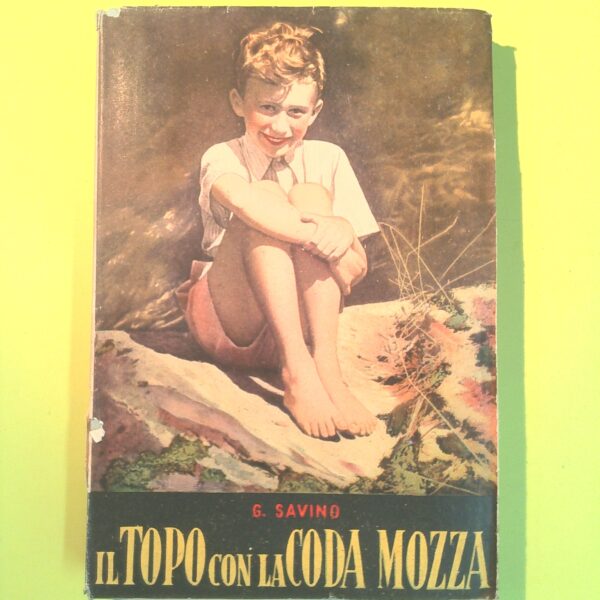 G. SAVINO
IL TOPO CON LA CODA MOZZA